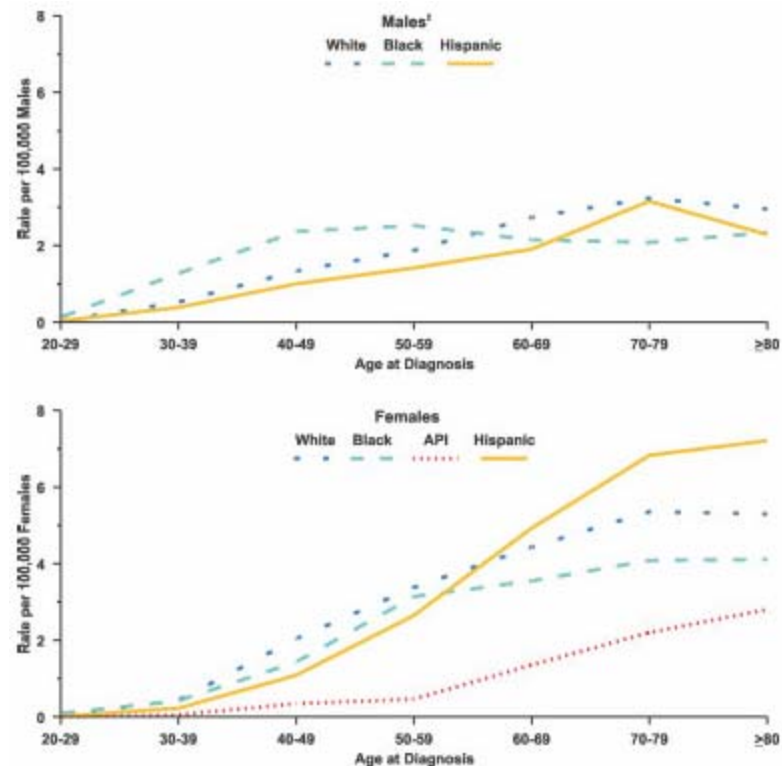 Males²
White Black Hispanic
Rate per 100,000 Males
8
6
4
2
0
20-29 30-39 40-49 50-59 60-69 70-79 ≥80
Age at Diagnosis
Females
White Black API Hispanic
Rate per 100,000 Females
8
6
4
2
0
20-29 30-39 40-49 50-59 60-69 70-79 ≥80
Age at Diagnosis